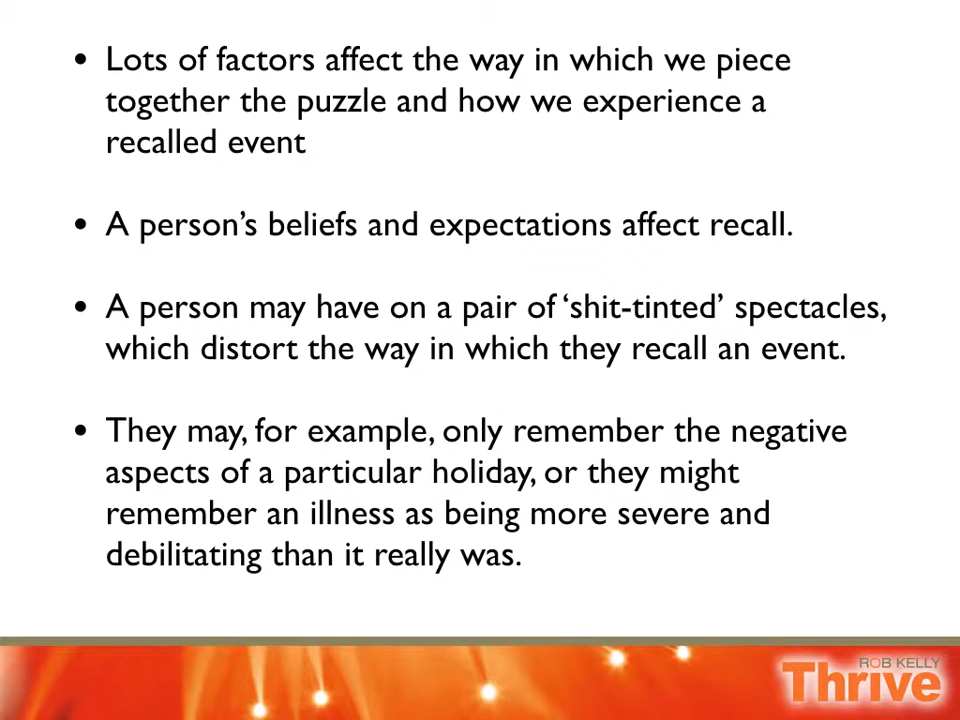 • Lots of factors affect the way in which we piece
together the puzzle and how we experience a
recalled event
• A person’s beliefs and expectations affect recall.
• A person may have on a pair of ‘shit-tinted’ spectacles,
which distort the way in which they recall an event.
• They may, for example, only remember the negative
aspects of a particular holiday, or they might
remember an illness as being more severe and
debilitating than it really was.
ROB KELLY
Thrive